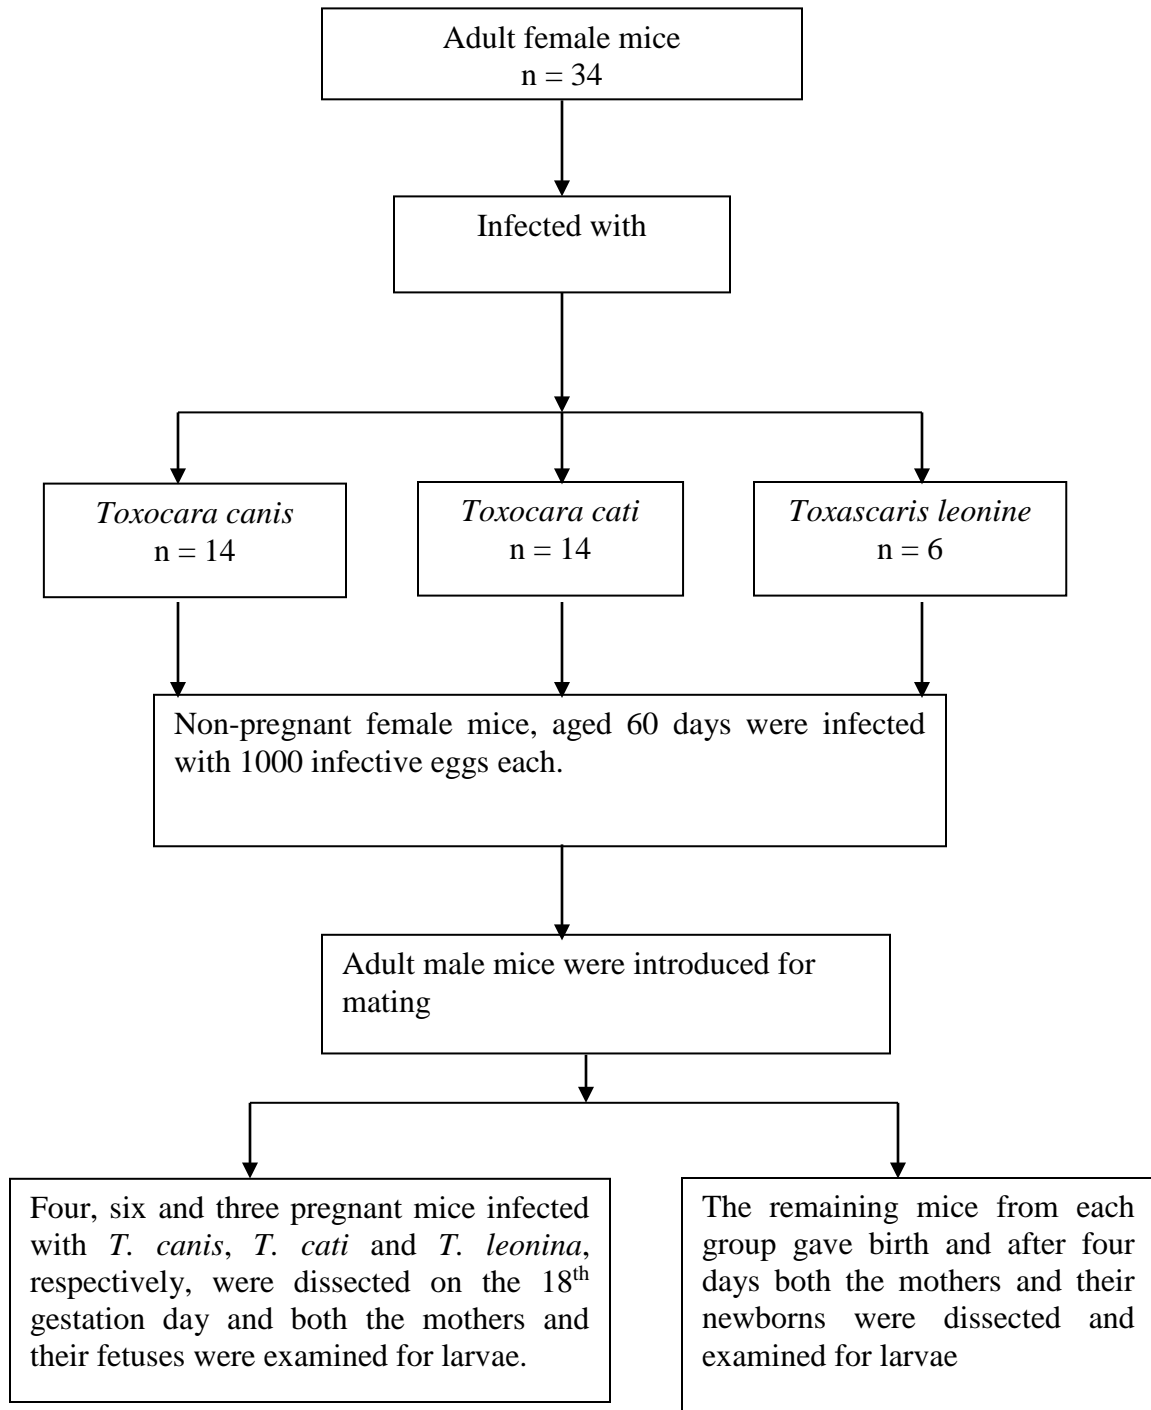 Adult female mice
n = 34
Infected with
Toxocara canis
n = 14
Toxocara cati
n = 14
Toxascaris leonine
n = 6
Non-pregnant female mice, aged 60 days were infected
with 1000 infective eggs each.
Adult male mice were introduced for
mating
Four, six and three pregnant mice infected
with T. canis, T. cati and T. leonina,
respectively, were dissected on the 18th
gestation day and both the mothers and
their fetuses were examined for larvae.
The remaining mice from each
group gave birth and after four
days both the mothers and their
newborns were dissected and
examined for larvae